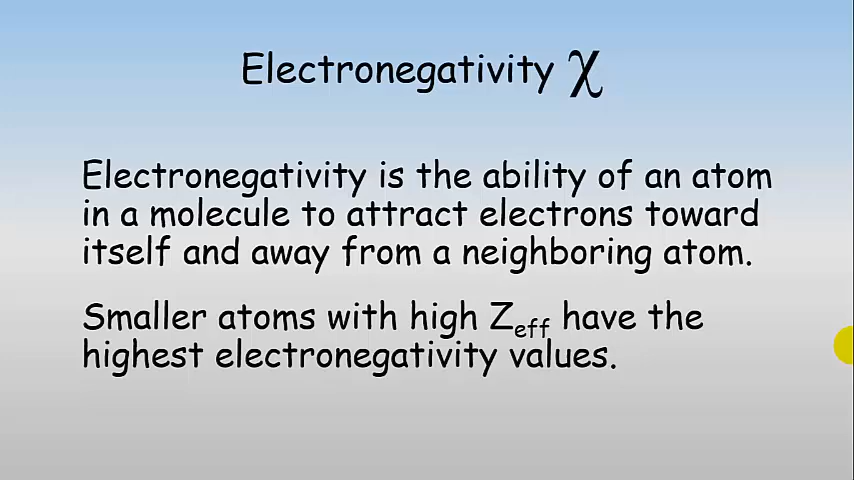 Electronegativity χ
Electronegativity is the ability of an atom
in a molecule to attract electrons toward
itself and away from a neighboring atom.
Smaller atoms with high Zeff have the
highest electronegativity values.